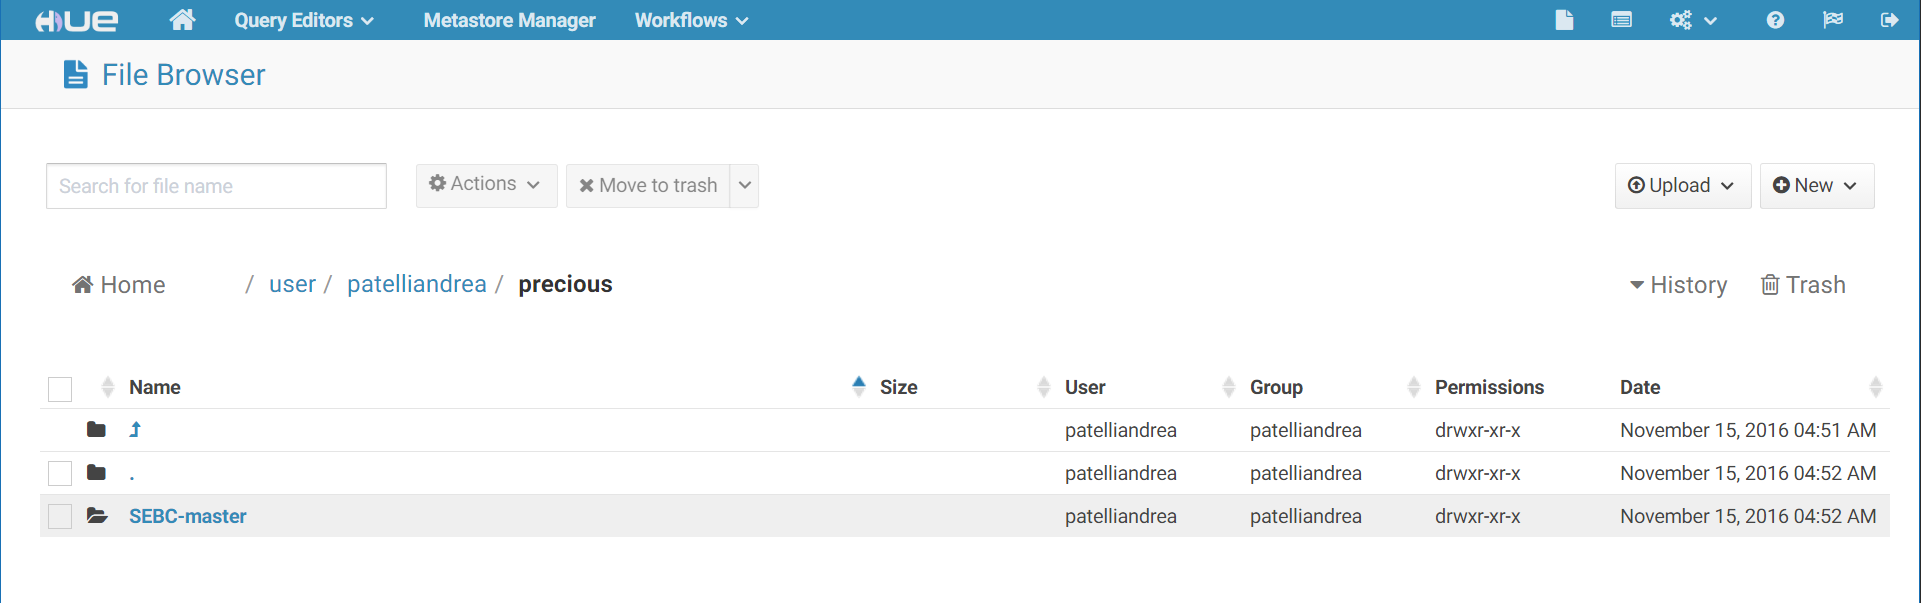 HUE Query Editors Metastore Manager Workflows
File Browser
Search for file name Actions Move to trash Upload New
Home / user / patelliandrea / precious History Trash
Name Size User Group Permissions Date
patelliandrea patelliandrea drwxr-xr-x November 15, 2016 04:51 AM
. patelliandrea patelliandrea drwxr-xr-x November 15, 2016 04:52 AM
SEBC-master patelliandrea patelliandrea drwxr-xr-x November 15, 2016 04:52 AM